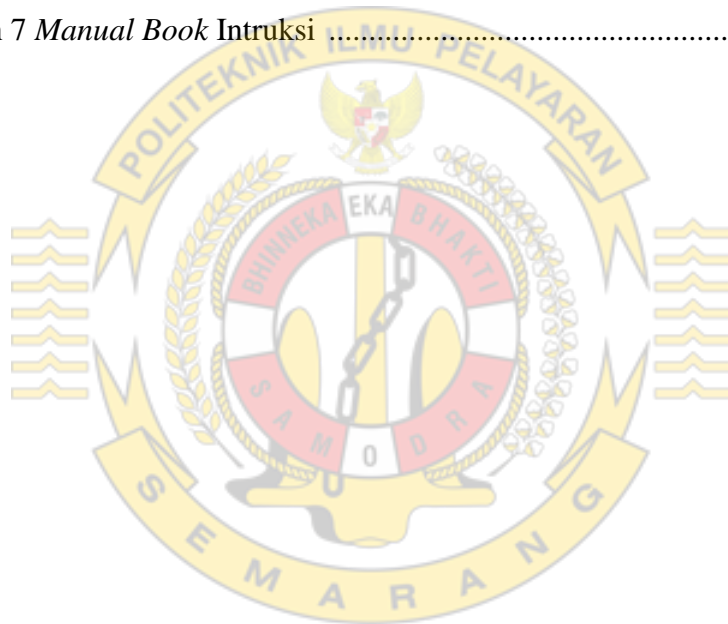 7 Manual Book Intruksi ..................................................
POLITEKNIK ILMU PELAYARAN
BHINNEKA EKA BHAKTI
SAMODRA
SEMARANG